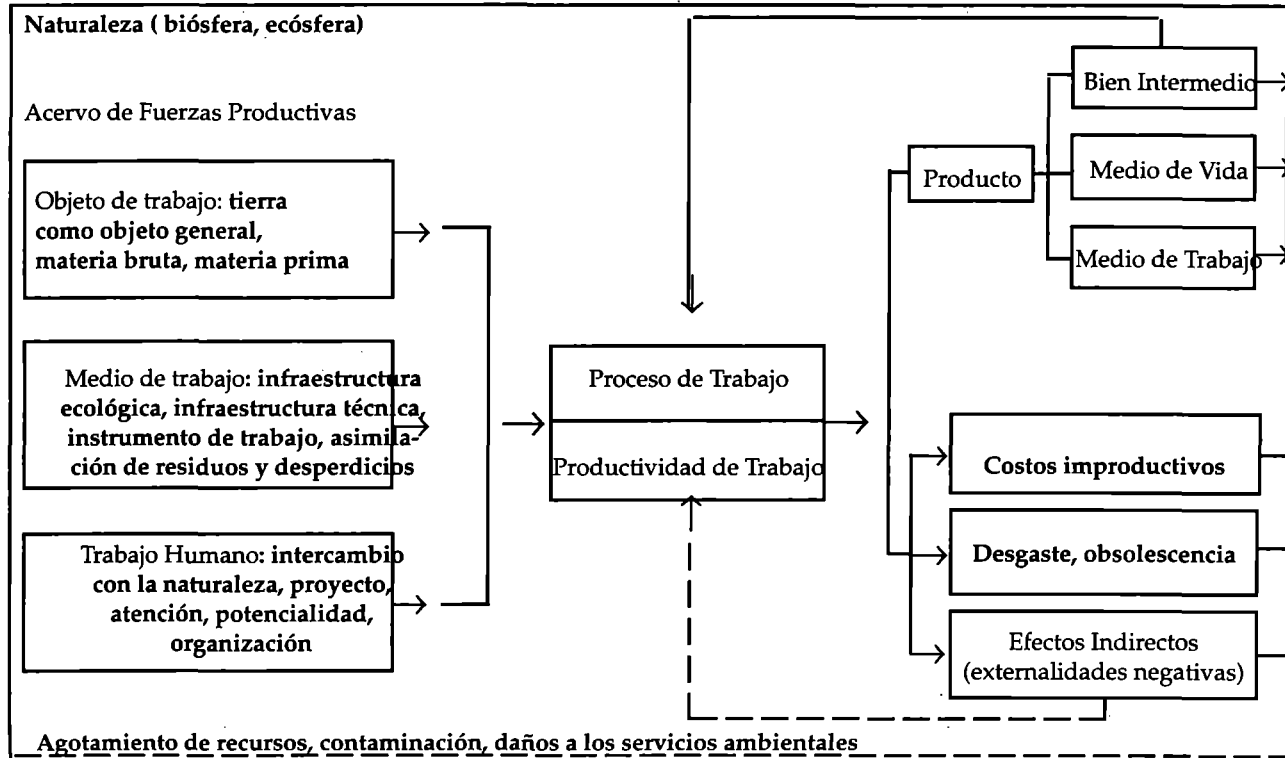 Naturaleza ( biósfera, ecósfera)
Acervo de Fuerzas Productivas
Objeto de trabajo: tierra
como objeto general,
materia bruta, materia prima
Medio de trabajo: infraestructura
ecológica, infraestructura técnica,
instrumento de trabajo, asimila-
ción de residuos y desperdicios
Trabajo Humano: intercambio
con la naturaleza, proyecto,
atención, potencialidad,
organización
Proceso de Trabajo
Productividad de Trabajo
Producto
Bien Intermedio
Medio de Vida
Medio de Trabajo
Costos improductivos
Desgaste, obsolescencia
Efectos Indirectos
(externalidades negativas)
Agotamiento de recursos, contaminación, daños a los servicios ambientales